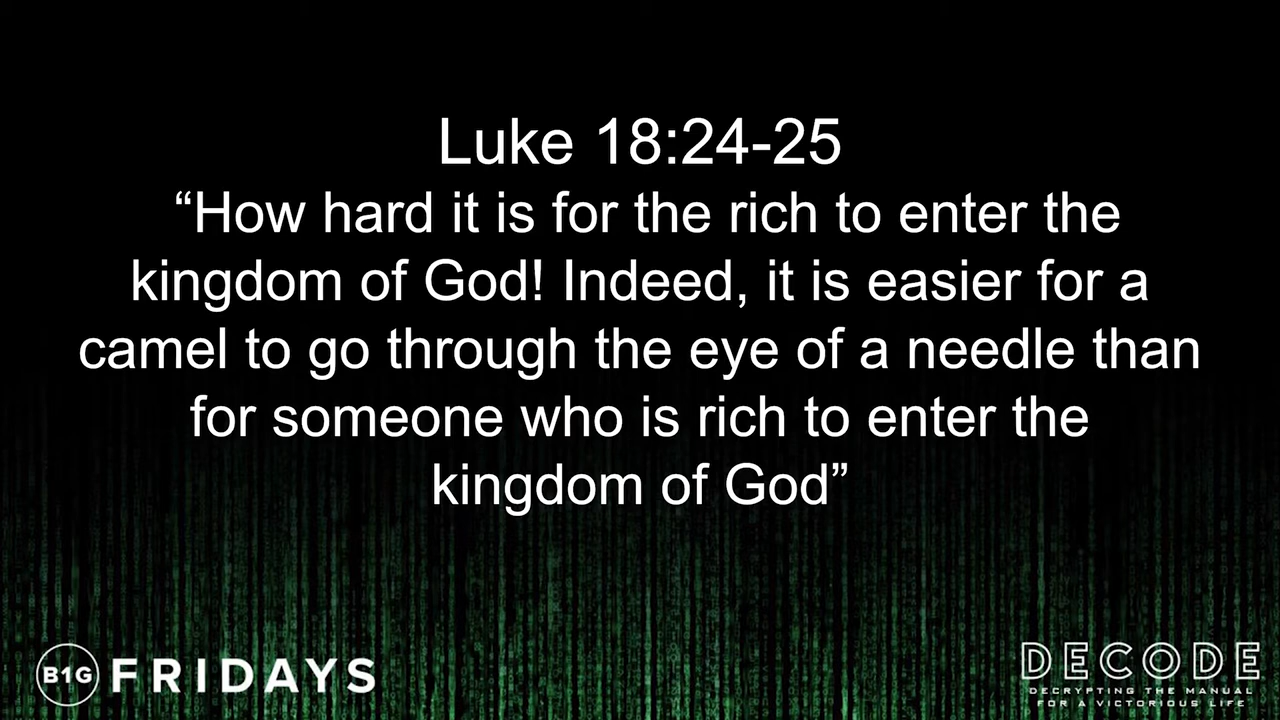 Luke 18:24-25
“How hard it is for the rich to enter the
kingdom of God! Indeed, it is easier for a
camel to go through the eye of a needle than
for someone who is rich to enter the
kingdom of God”
B1G FRIDAYS
DECODE
DECRYPTING THE MANUAL
FOR A VICTORIOUS LIFE